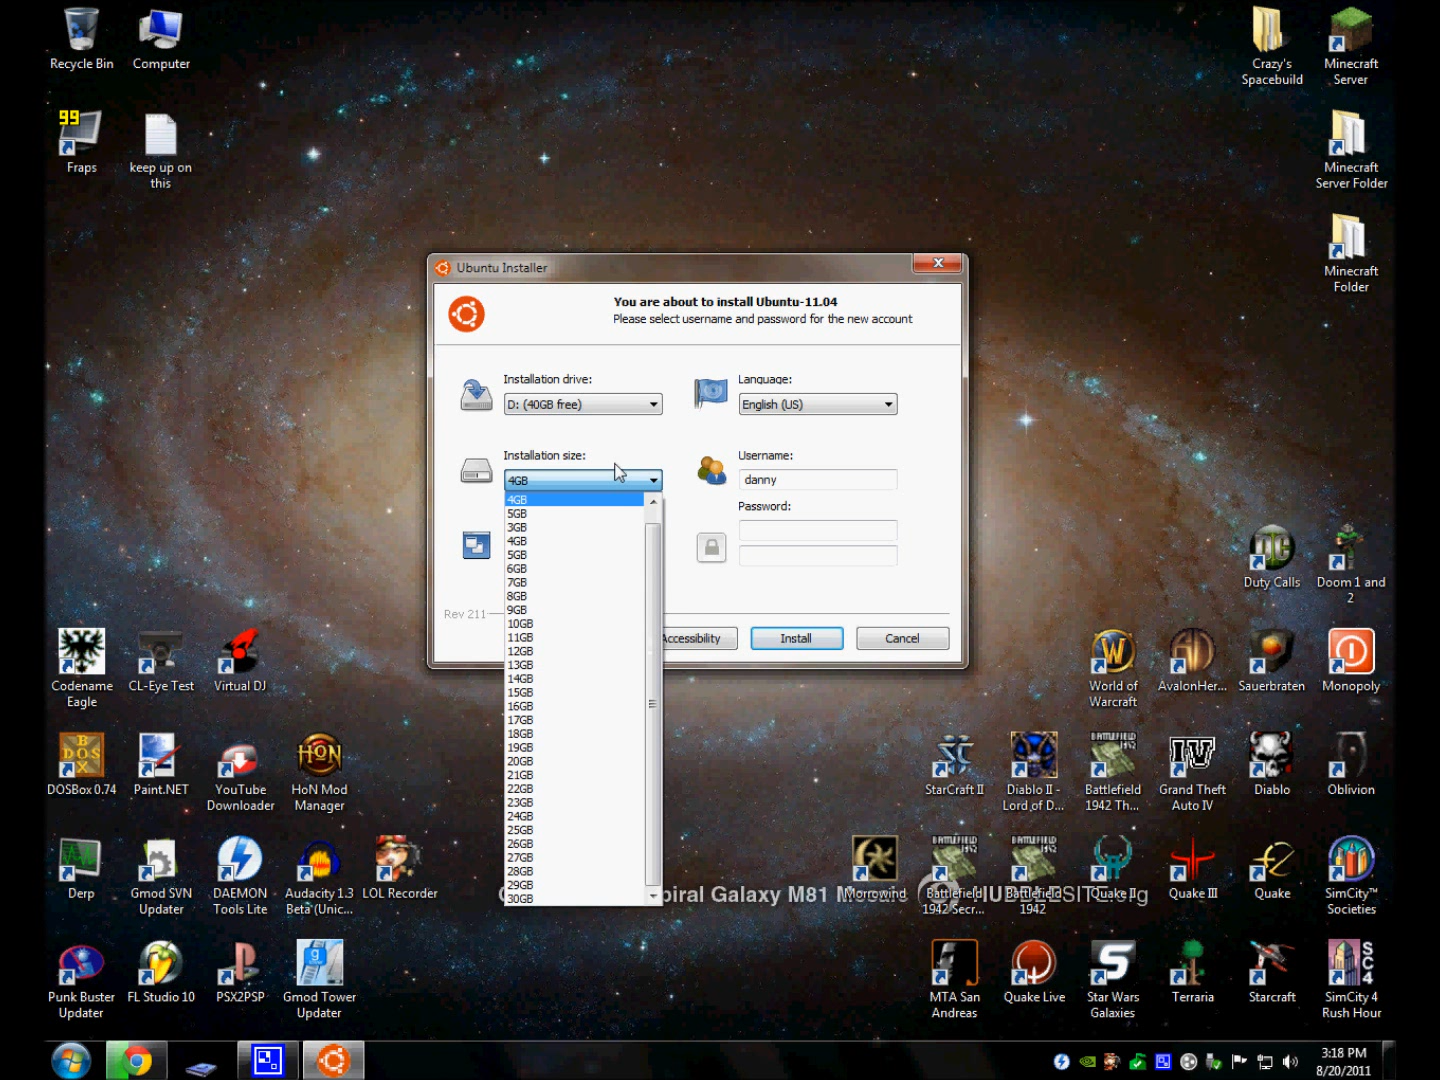 Recycle Bin
Computer
Crazy's
Spacebuild
Minecraft
Server
99
Fraps
keep up on
this
Minecraft
Server Folder
Minecraft
Folder
Ubuntu Installer
You are about to install Ubuntu-11.04
Please select username and password for the new account
Installation drive:
D: (40GB free)
Language:
English (US)
Installation size:
4GB
Username:
danny
Password:
4GB
5GB
3GB
4GB
5GB
6GB
7GB
8GB
9GB
10GB
11GB
12GB
13GB
14GB
15GB
16GB
17GB
18GB
19GB
20GB
21GB
22GB
23GB
24GB
25GB
26GB
27GB
28GB
29GB
30GB
Rev 211
Accessibility
Install
Cancel
Duty Calls
Doom 1 and
2
Codename
Eagle
CL-Eye Test
Virtual DJ
World of
Warcraft
AvalonHer...
Sauerbraten
Monopoly
DOSBox 0.74
Paint.NET
YouTube
Downloader
HoN Mod
Manager
StarCraft II
Diablo II -
Lord of D...
Battlefield
1942 Th...
Grand Theft
Auto IV
Diablo
Oblivion
Derp
Gmod SVN
Updater
DAEMON
Tools Lite
Audacity 1.3
Beta (Unic...
LOL Recorder
piral Galaxy M81
Morrowind
Battlefield
1942 Secr...
Battlefield
1942
Quake II
Quake III
Quake
SimCity™
Societies
Punk Buster
Updater
FL Studio 10
PSX2PSP
Gmod Tower
Updater
MTA San
Andreas
Quake Live
Star Wars
Galaxies
Terraria
Starcraft
SimCity 4
Rush Hour
3:18 PM
8/20/2011